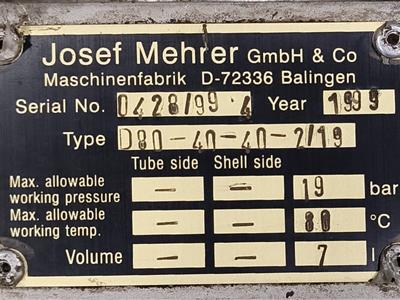 Josef Mehrer GmbH & Co
Maschinenfabrik D-72336 Balingen
Serial No. 0428/99.4 Year 1999
Type D80-40-40-2/19
Tube side Shell side
Max. allowable working pressure — — 19 bar
Max. allowable working temp. — — 80 °C
Volume — — 7 l